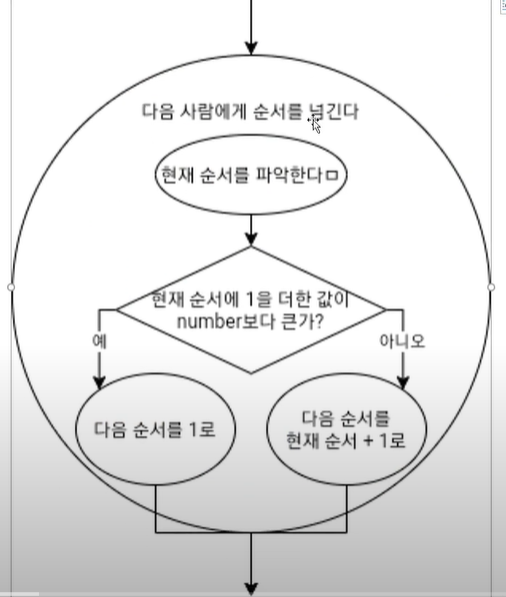 다음 사람에게 순서를 넘긴다
현재 순서를 파악한다ㅁ
현재 순서에 1을 더한 값이
number보다 큰가?
예
아니오
다음 순서를 1로
다음 순서를
현재 순서 + 1로